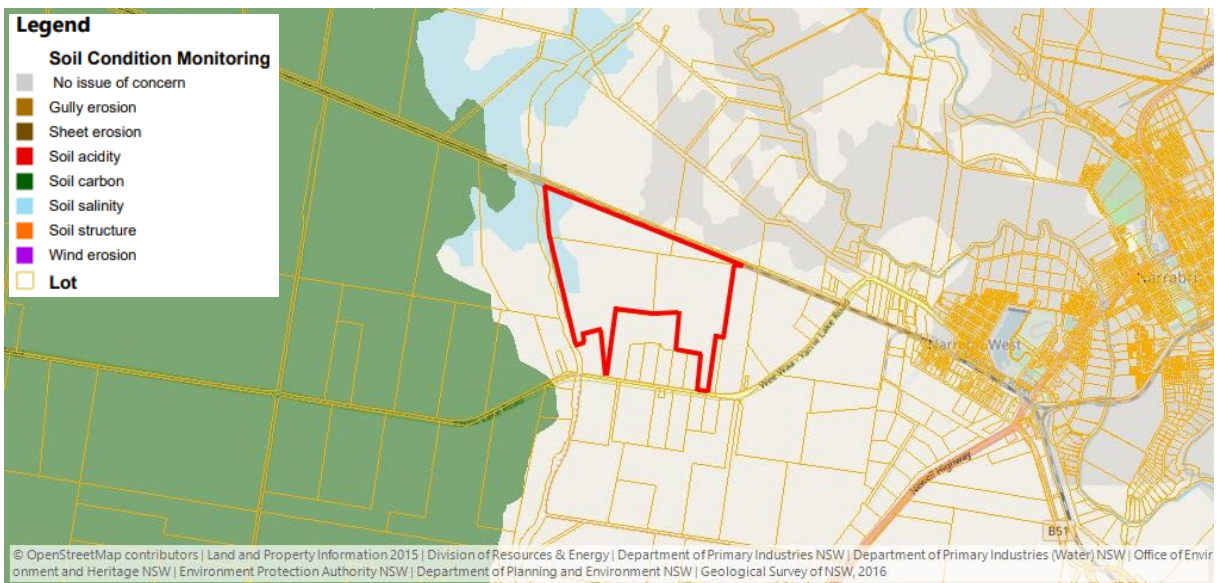 Legend
Soil Condition Monitoring
No issue of concern
Gully erosion
Sheet erosion
Soil acidity
Soil carbon
Soil salinity
Soil structure
Wind erosion
Lot
Narrabri
West
Wee Waa - Yarrie Lake Road
Newell Highway
B51
© OpenStreetMap contributors | Land and Property Information 2015 | Division of Resources & Energy | Department of Primary Industries NSW | Department of Primary Industries (Water) NSW | Office of Envir
onment and Heritage NSW | Environment Protection Authority NSW | Department of Planning and Environment NSW | Geological Survey of NSW, 2016